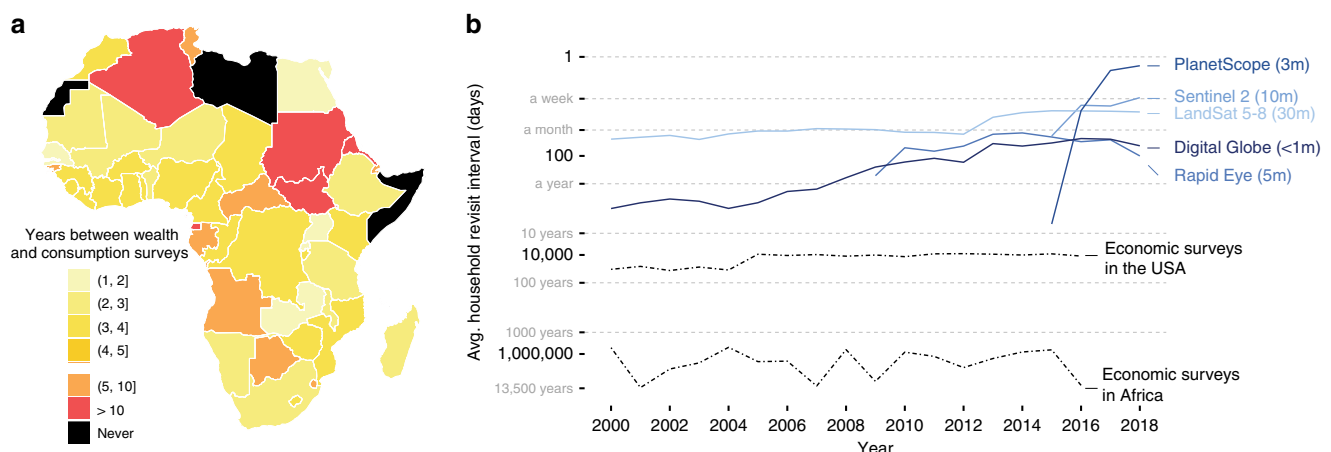 a
Years between wealth
and consumption surveys
(1, 2]
(2, 3]
(3, 4]
(4, 5]
(5, 10]
> 10
Never
b
Avg. household revisit interval (days)
1
a week
a month
100
a year
10 years
10,000
100 years
1000 years
1,000,000
13,500 years
PlanetScope (3m)
Sentinel 2 (10m)
LandSat 5-8 (30m)
Digital Globe (<1m)
Rapid Eye (5m)
Economic surveys
in the USA
Economic surveys
in Africa
2000 2002 2004 2006 2008 2010 2012 2014 2016 2018
Year